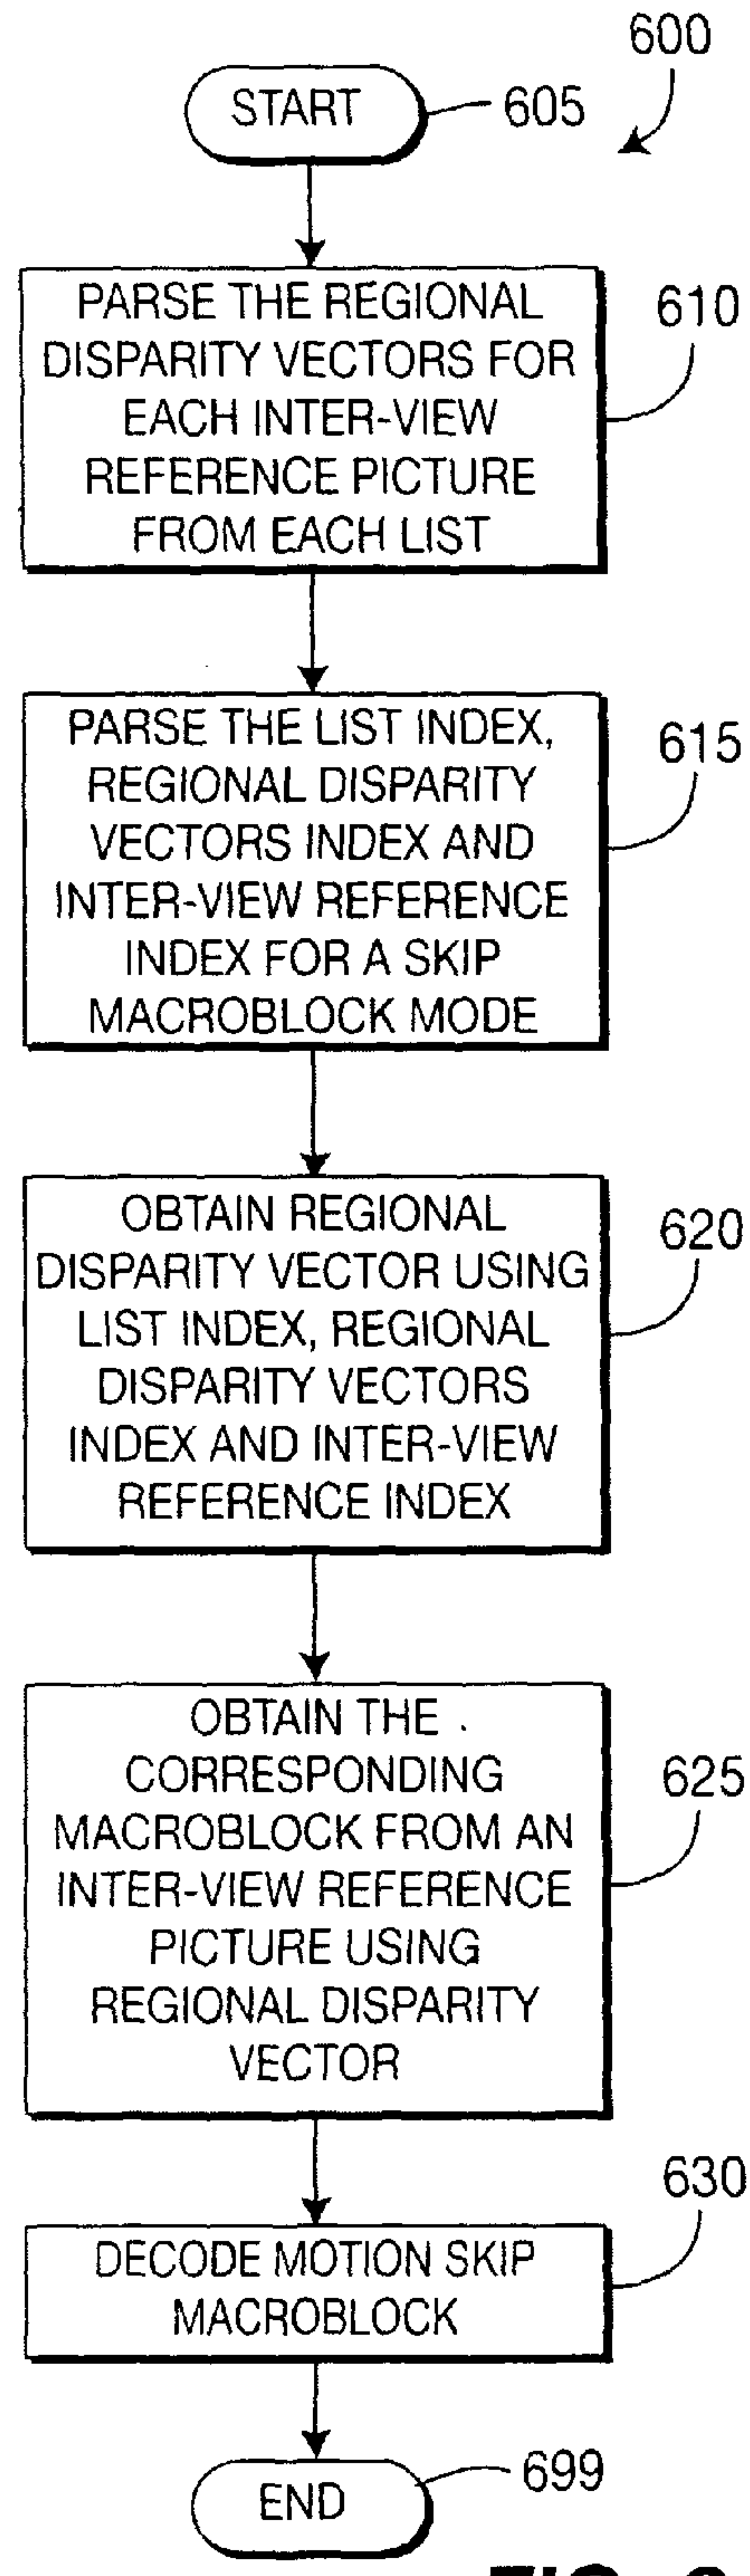 600
START
605
PARSE THE REGIONAL
DISPARITY VECTORS FOR
EACH INTER-VIEW
REFERENCE PICTURE
FROM EACH LIST
610
PARSE THE LIST INDEX,
REGIONAL DISPARITY
VECTORS INDEX AND
INTER-VIEW REFERENCE
INDEX FOR A SKIP
MACROBLOCK MODE
615
OBTAIN REGIONAL
DISPARITY VECTOR USING
LIST INDEX, REGIONAL
DISPARITY VECTORS
INDEX AND INTER-VIEW
REFERENCE INDEX
620
OBTAIN THE
CORRESPONDING
MACROBLOCK FROM AN
INTER-VIEW REFERENCE
PICTURE USING
REGIONAL DISPARITY
VECTOR
625
DECODE MOTION SKIP
MACROBLOCK
630
END
699